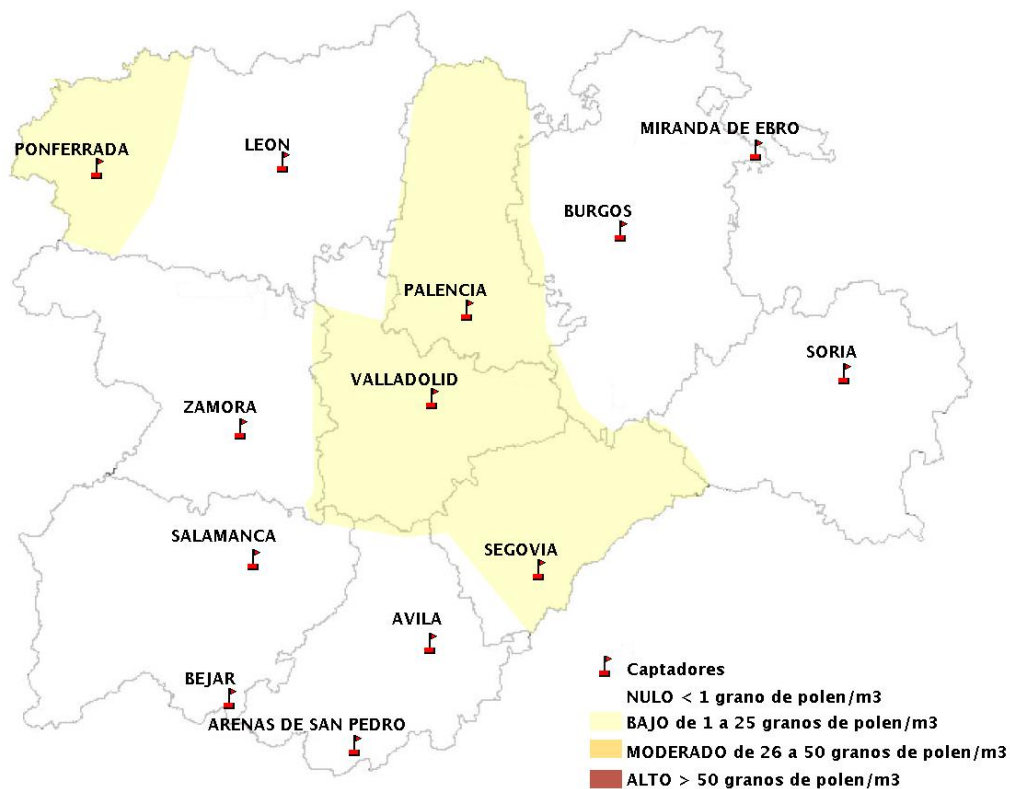 MIRANDA DE EBRO
PONFERRADA
LEON
BURGOS
PALENCIA
SORIA
VALLADOLID
ZAMORA
SALAMANCA
SEGOVIA
AVILA
BEJAR
ARENAS DE SAN PEDRO
Captadores
NULO < 1 grano de polen/m3
BAJO de 1 a 25 granos de polen/m3
MODERADO de 26 a 50 granos de polen/m3
ALTO > 50 granos de polen/m3